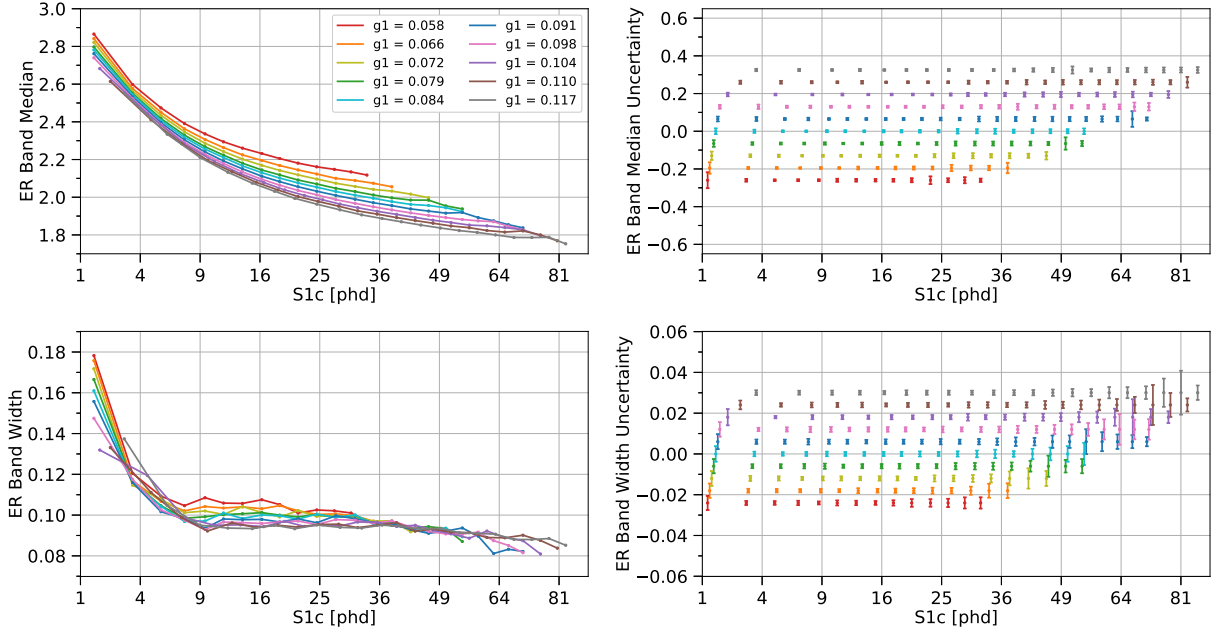 3.0
2.8
2.6
2.4
2.2
2.0
1.8
ER Band Median
g1 = 0.058
g1 = 0.066
g1 = 0.072
g1 = 0.079
g1 = 0.084
g1 = 0.091
g1 = 0.098
g1 = 0.104
g1 = 0.110
g1 = 0.117
1 4 9 16 25 36 49 64 81
S1c [phd]
0.6
0.4
0.2
0.0
−0.2
−0.4
−0.6
ER Band Median Uncertainty
1 4 9 16 25 36 49 64 81
S1c [phd]
0.18
0.16
0.14
0.12
0.10
0.08
ER Band Width
1 4 9 16 25 36 49 64 81
S1c [phd]
0.06
0.04
0.02
0.00
−0.02
−0.04
−0.06
ER Band Width Uncertainty
1 4 9 16 25 36 49 64 81
S1c [phd]